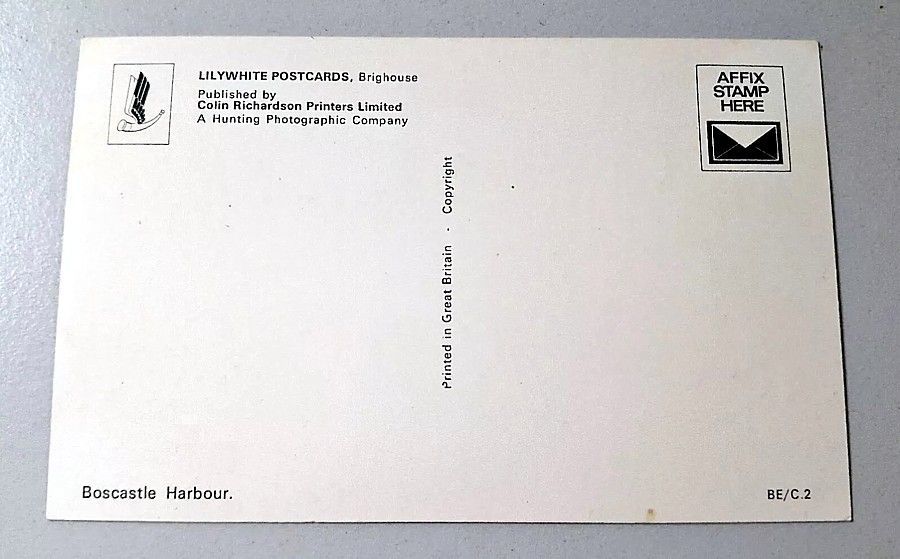 LILYWHITE POSTCARDS, Brighouse
Published by
Colin Richardson Printers Limited
A Hunting Photographic Company
AFFIX
STAMP
HERE
Printed in Great Britain - Copyright
Boscastle Harbour.
BE/C.2